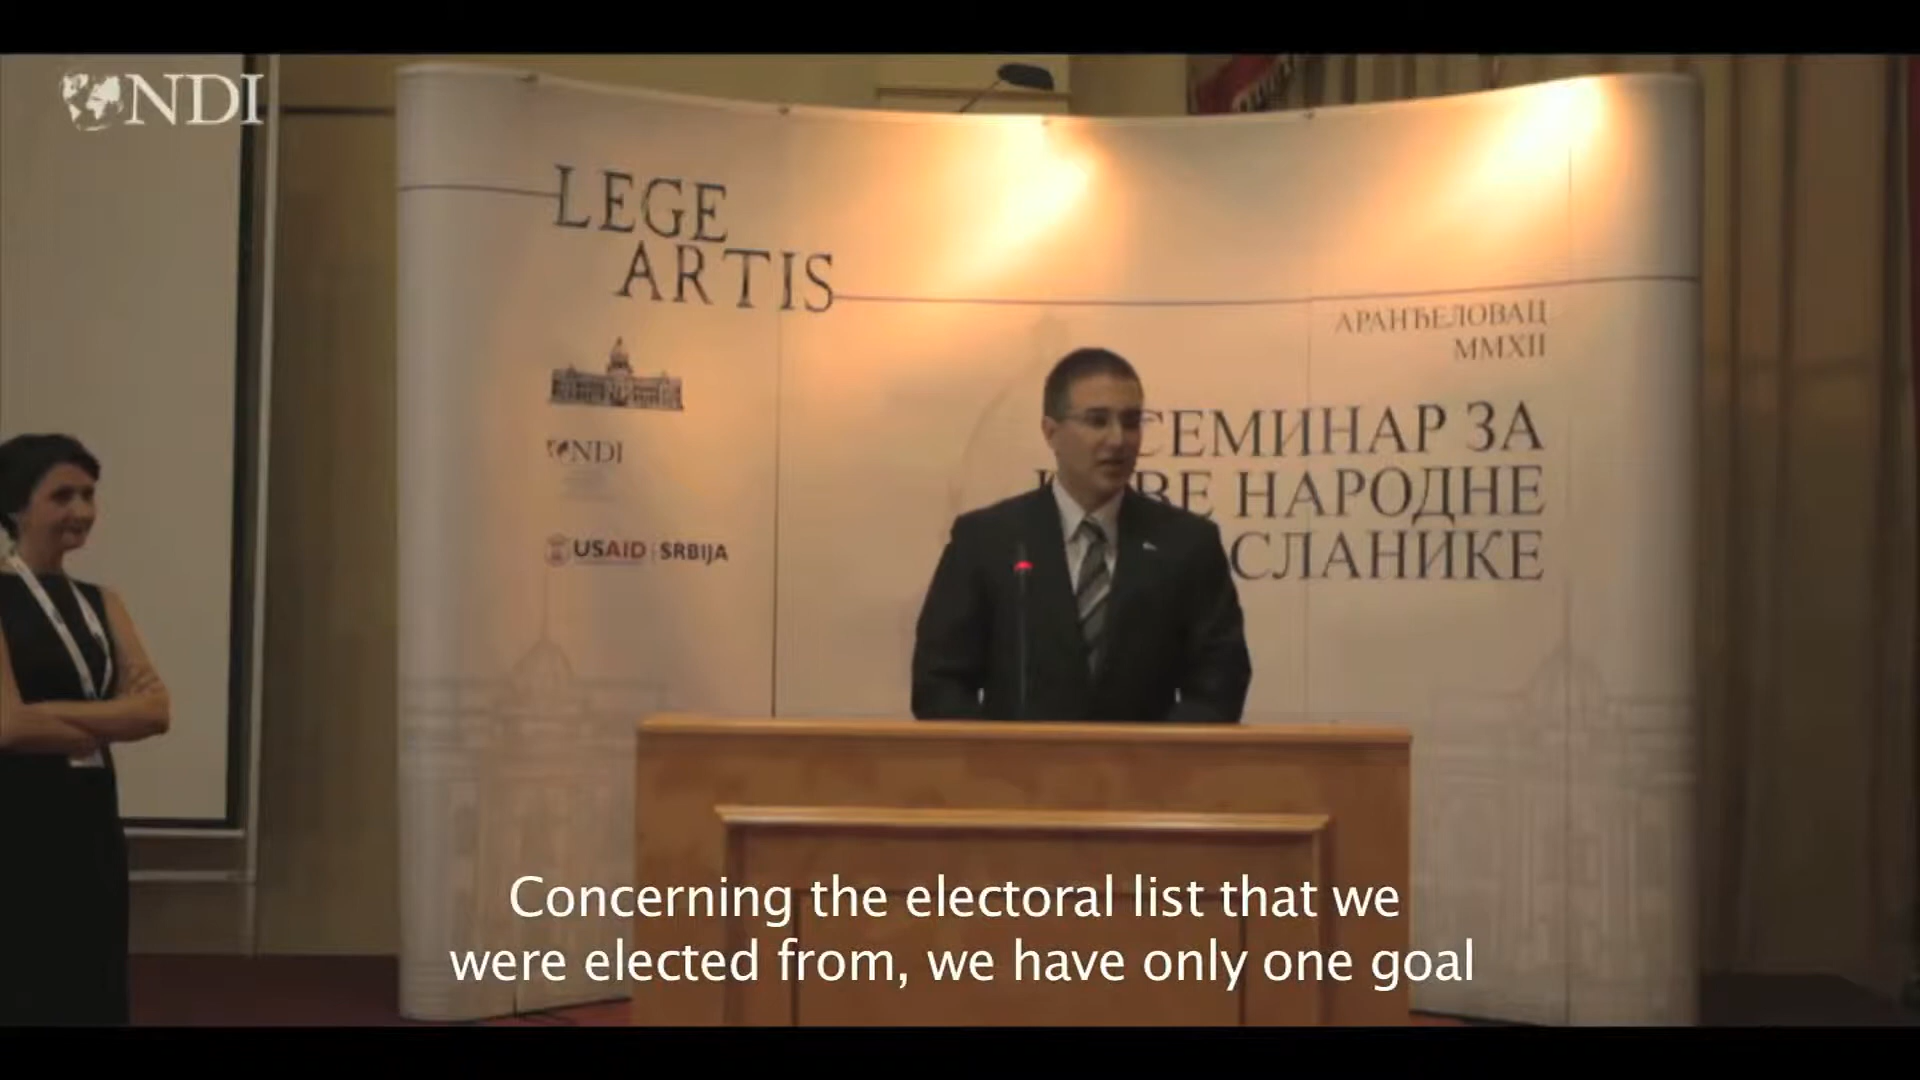 NDI
LEGE
ARTIS
АРАНЂЕЛОВАЦ
MMXII
СЕМИНАР ЗА
НАРОДНЕ
NDI
USAID SRBIJA
Concerning the electoral list that we
were elected from, we have only one goal